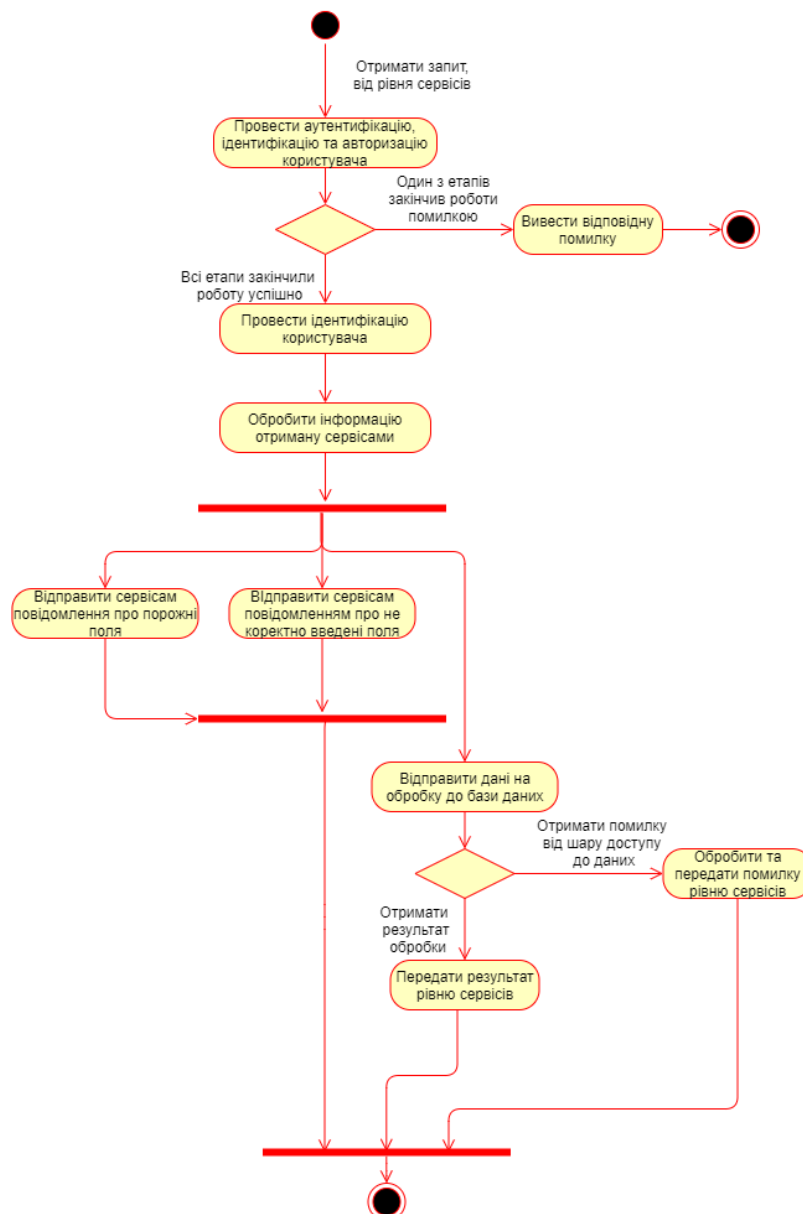 Отримати запит,
від рівня сервісів
Провести аутентифікацію,
ідентифікацію та авторизацію
користувача
Один з етапів
закінчив роботи
помилкою
Вивести відповідну
помилку
Всі етапи закінчили
роботу успішно
Провести ідентифікацію
користувача
Обробити інформацію
отриману сервісами
Відправити сервісам
повідомлення про порожні
поля
ВІдправити сервісам
повідомленням про не
коректно введені поля
Відправити дані на
обробку до бази даних
Отримати помилку
від шару доступу
до даних
Обробити та
передати помилку
рівню сервісів
Отримати
результат
обробки
Передати результат
рівню сервісів